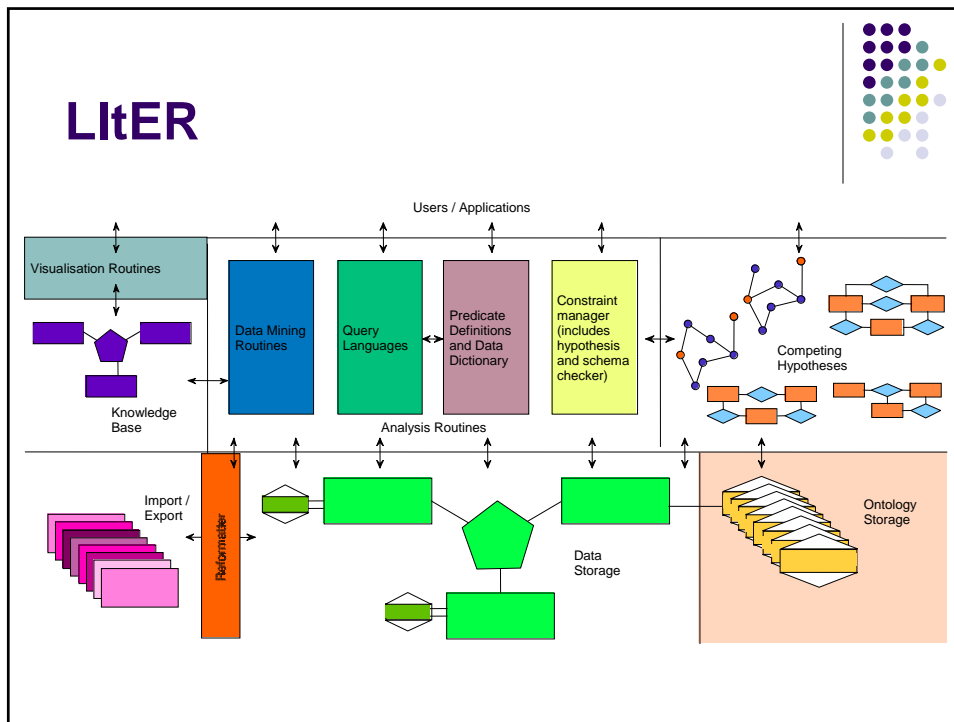 LItER
Users / Applications
Visualisation Routines
Data Mining
Routines
Query
Languages
Predicate
Definitions
and Data
Dictionary
Constraint
manager
(includes
hypothesis
and schema
checker)
Competing
Hypotheses
Knowledge
Base
Analysis Routines
Import /
Export
Data
Storage
Ontology
Storage